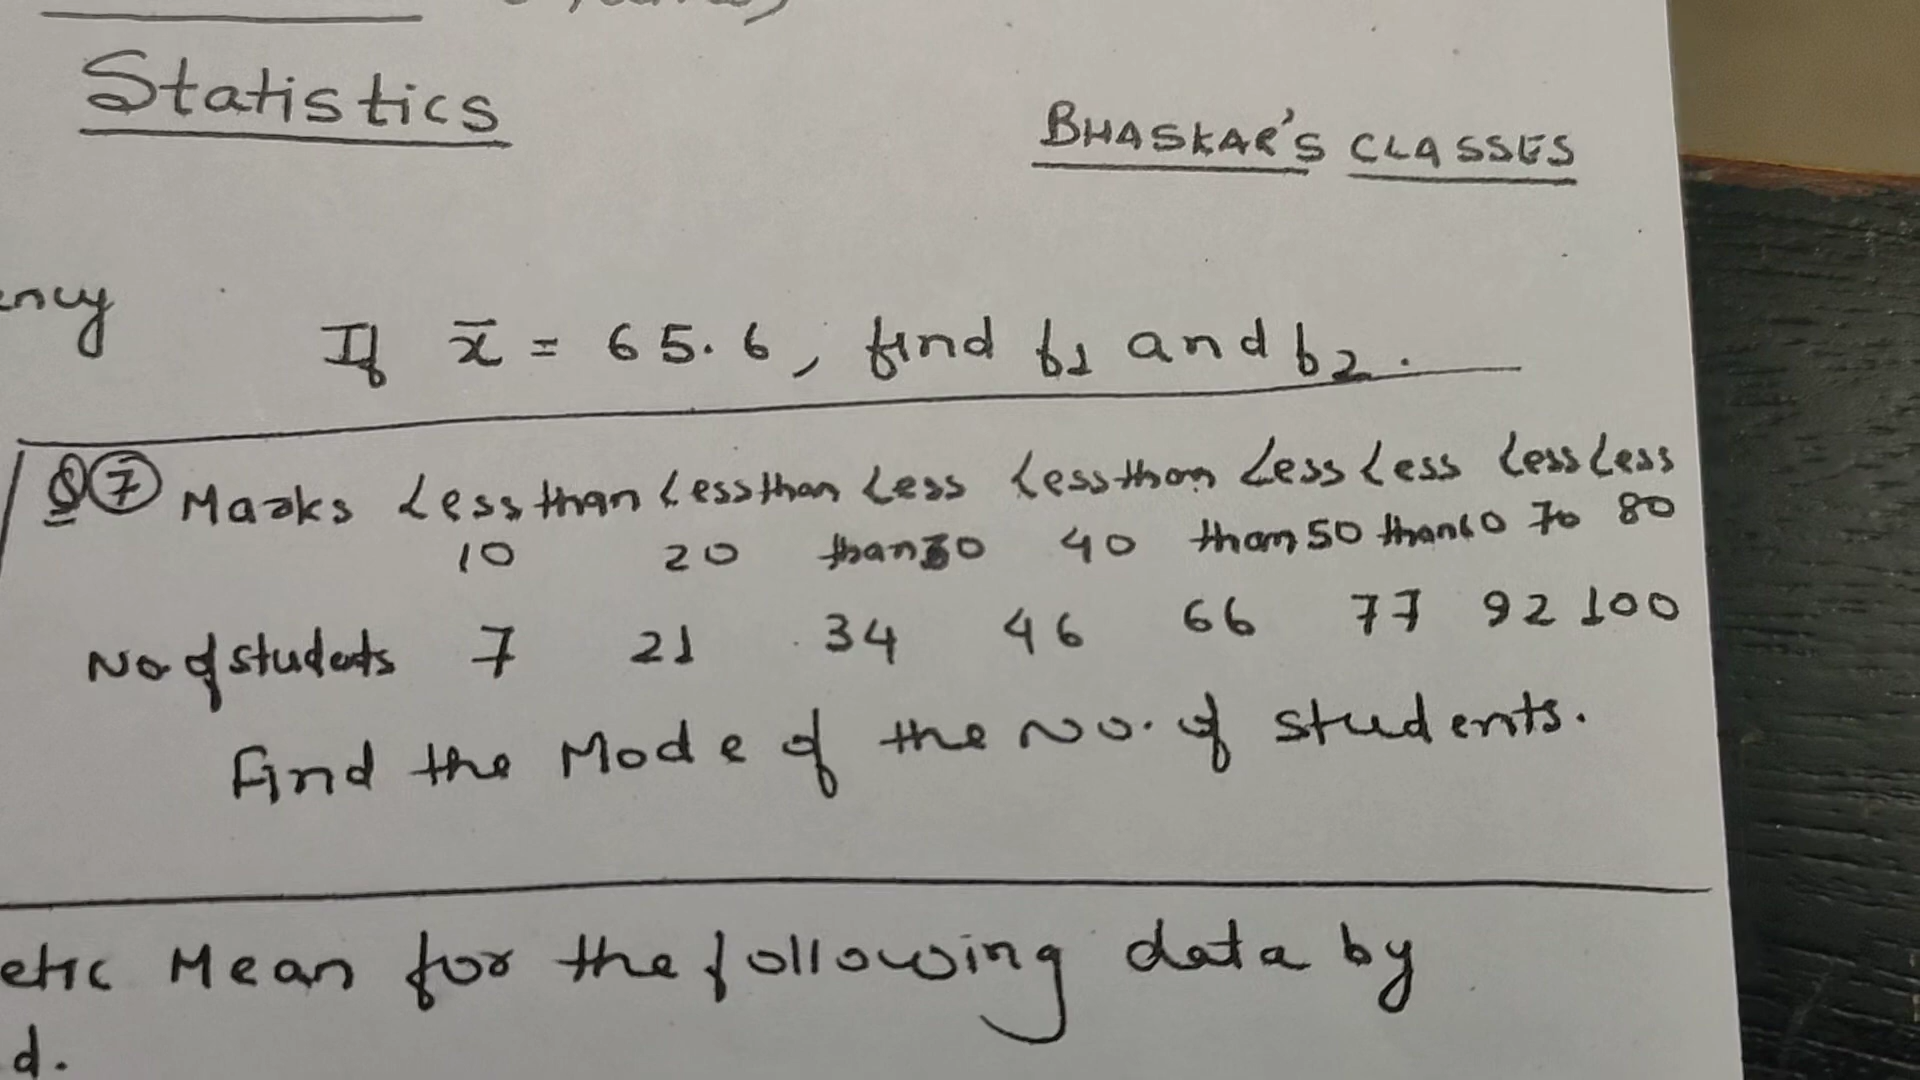 Statistics
BHASKAR'S CLASSES
ency
If x̄ = 65.6, find f1 and f2.
Q 7 Marks Less than Less than Less Less than Less Less Less Less
10 20 than 30 40 than 50 than 60 70 80
No of students 7 21 34 46 66 77 92 100
Find the Mode of the No. of students.
etic Mean for the following data by
d.